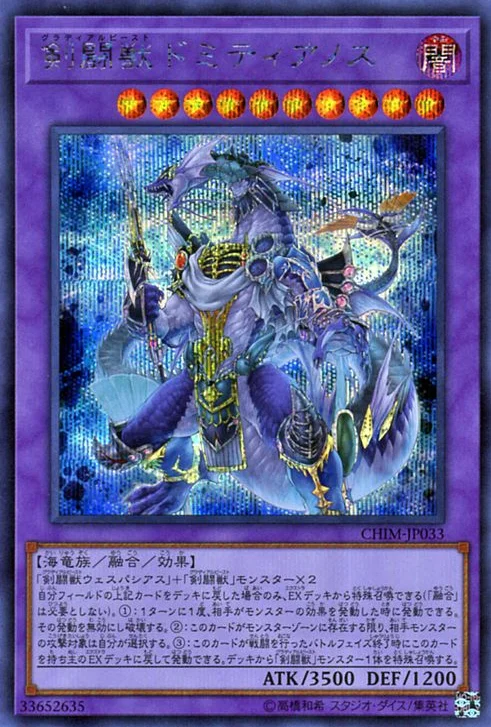 グラディアルビースト
剣闘獣ドミティアノス
闇
CHIM-JP033
【海竜族／融合／効果】
「剣闘獣ウェスパシアス」＋「剣闘獣」モンスター×２
自分フィールドの上記カードをデッキに戻した場合のみ、EXデッキから特殊召喚できる(「融合」
は必要としない)。①：１ターンに１度、相手がモンスターの効果を発動した時に発動できる。
その発動を無効にし破壊する。②：このカードがモンスターゾーンに存在する限り、相手モンスター
の攻撃対象は自分が選択する。③：このカードが戦闘を行ったバトルフェイズ終了時にこのカード
を持ち主のEXデッキに戻して発動できる。デッキから「剣闘獣」モンスター１体を特殊召喚する。
ATK/3500 DEF/1200
33652635
©高橋和希 スタジオ・ダイス/集英社